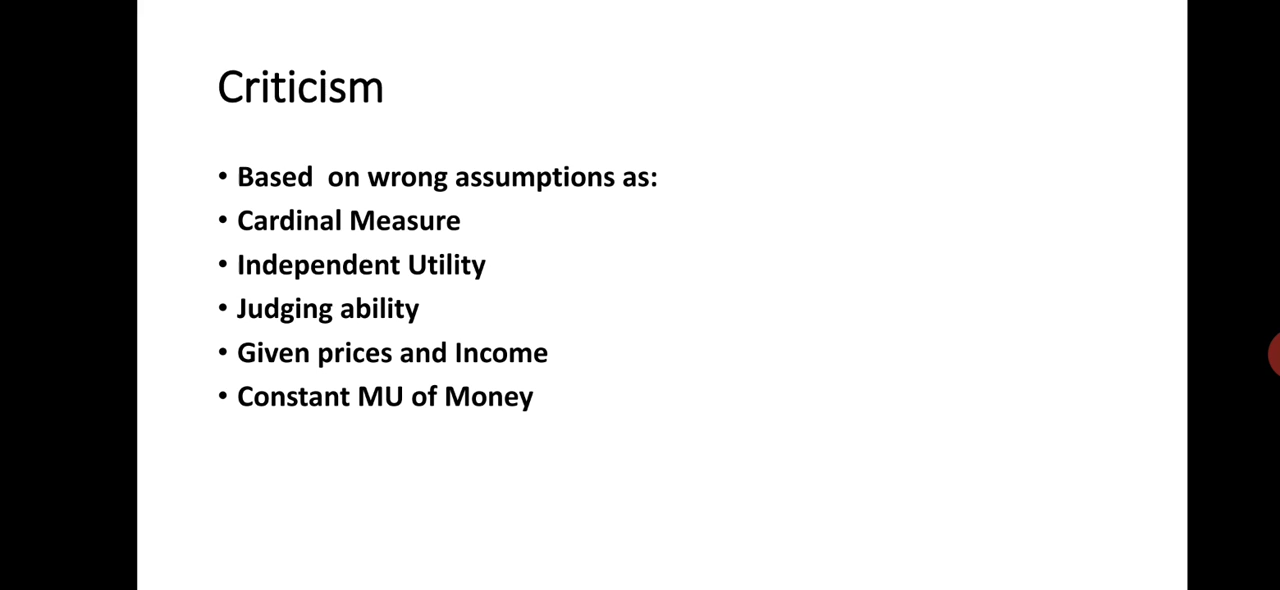 Criticism
• Based  on wrong assumptions as:
• Cardinal Measure
• Independent Utility
• Judging ability
• Given prices and Income
• Constant MU of Money